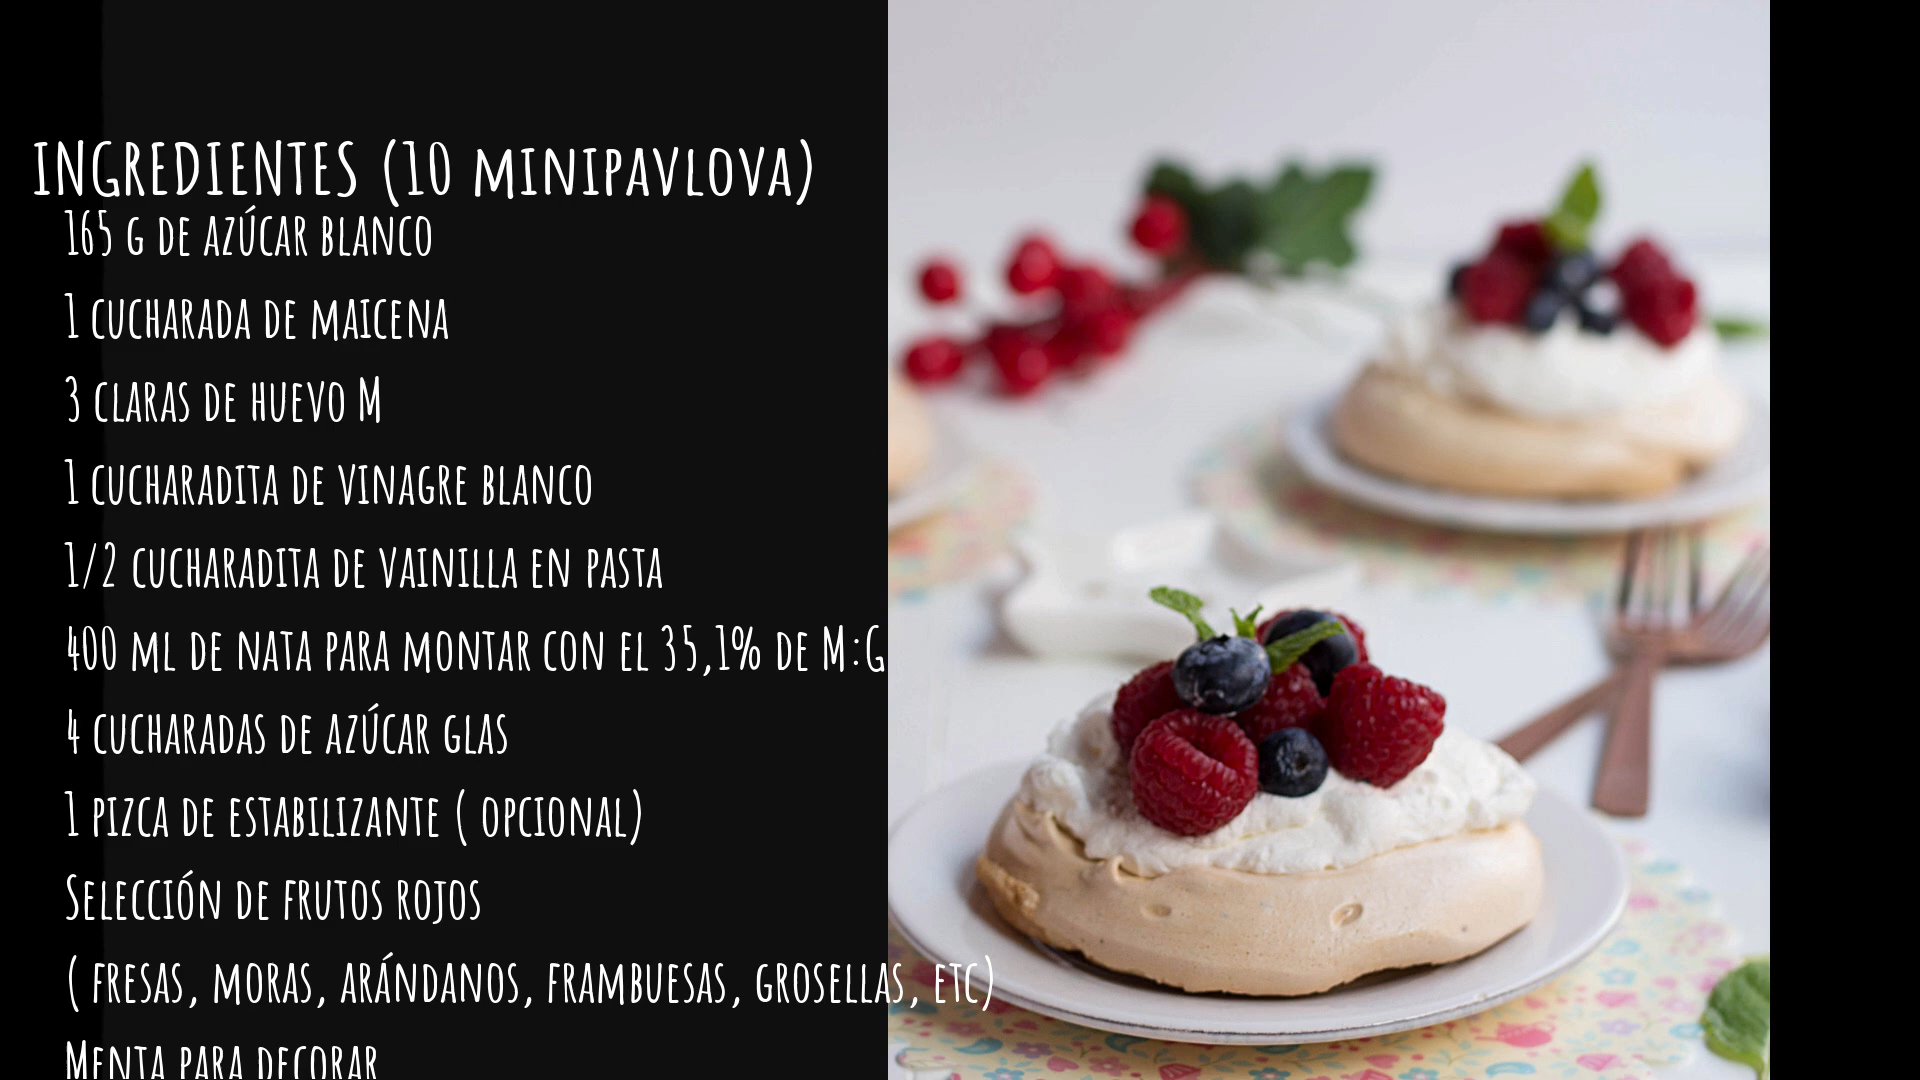 INGREDIENTES (10 MINIPAVLOVA)
165 G DE AZÚCAR BLANCO
1 CUCHARADA DE MAICENA
3 CLARAS DE HUEVO M
1 CUCHARADITA DE VINAGRE BLANCO
1/2 CUCHARADITA DE VAINILLA EN PASTA
400 ML DE NATA PARA MONTAR CON EL 35,1% DE M:G
4 CUCHARADAS DE AZÚCAR GLAS
1 PIZCA DE ESTABILIZANTE ( OPCIONAL)
SELECCIÓN DE FRUTOS ROJOS
( FRESAS, MORAS, ARÁNDANOS, FRAMBUESAS, GROSELLAS, ETC)
MENTA PARA DECORAR